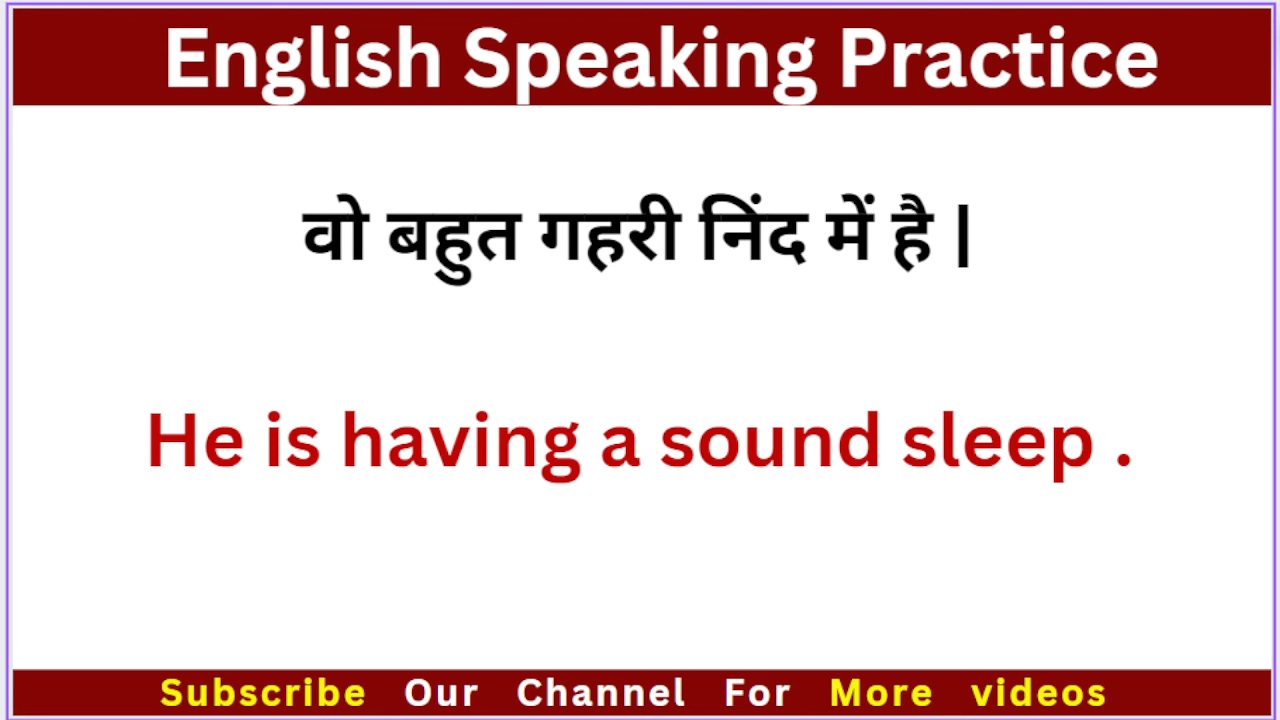 English Speaking Practice
वो बहुत गहरी निंद में है |
He is having a sound sleep .
Subscribe Our Channel For More videos